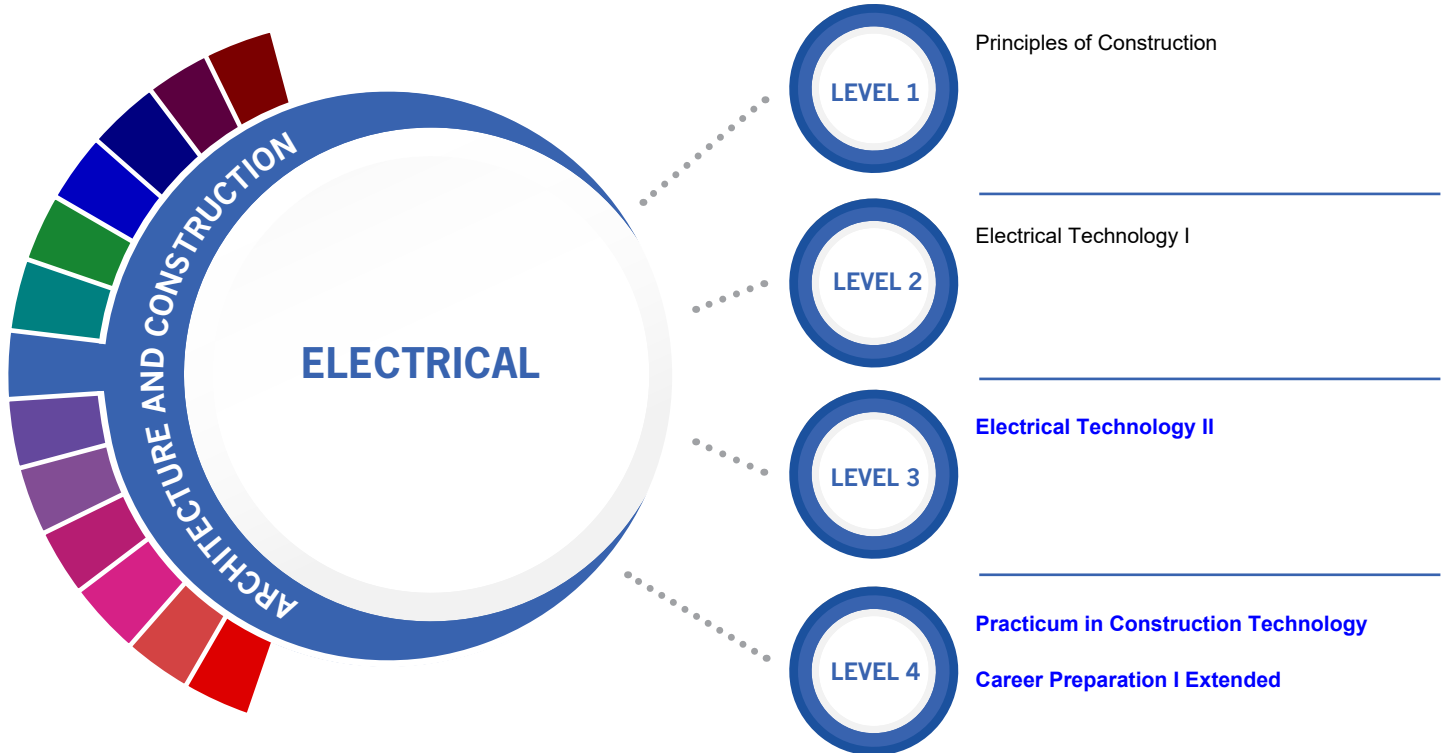 ARCHITECTURE AND CONSTRUCTION
ELECTRICAL
LEVEL 1
Principles of Construction
LEVEL 2
Electrical Technology I
LEVEL 3
Electrical Technology II
LEVEL 4
Practicum in Construction Technology
Career Preparation I Extended